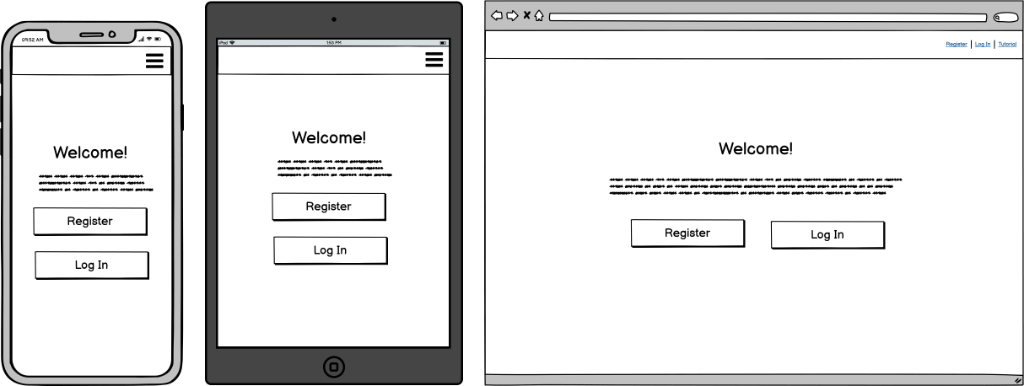 09:52 AM
Welcome!
Register
Log In
iPad
1:55 PM
Welcome!
Register
Log In
Register | Log In | Tutorial
Welcome!
Register
Log In